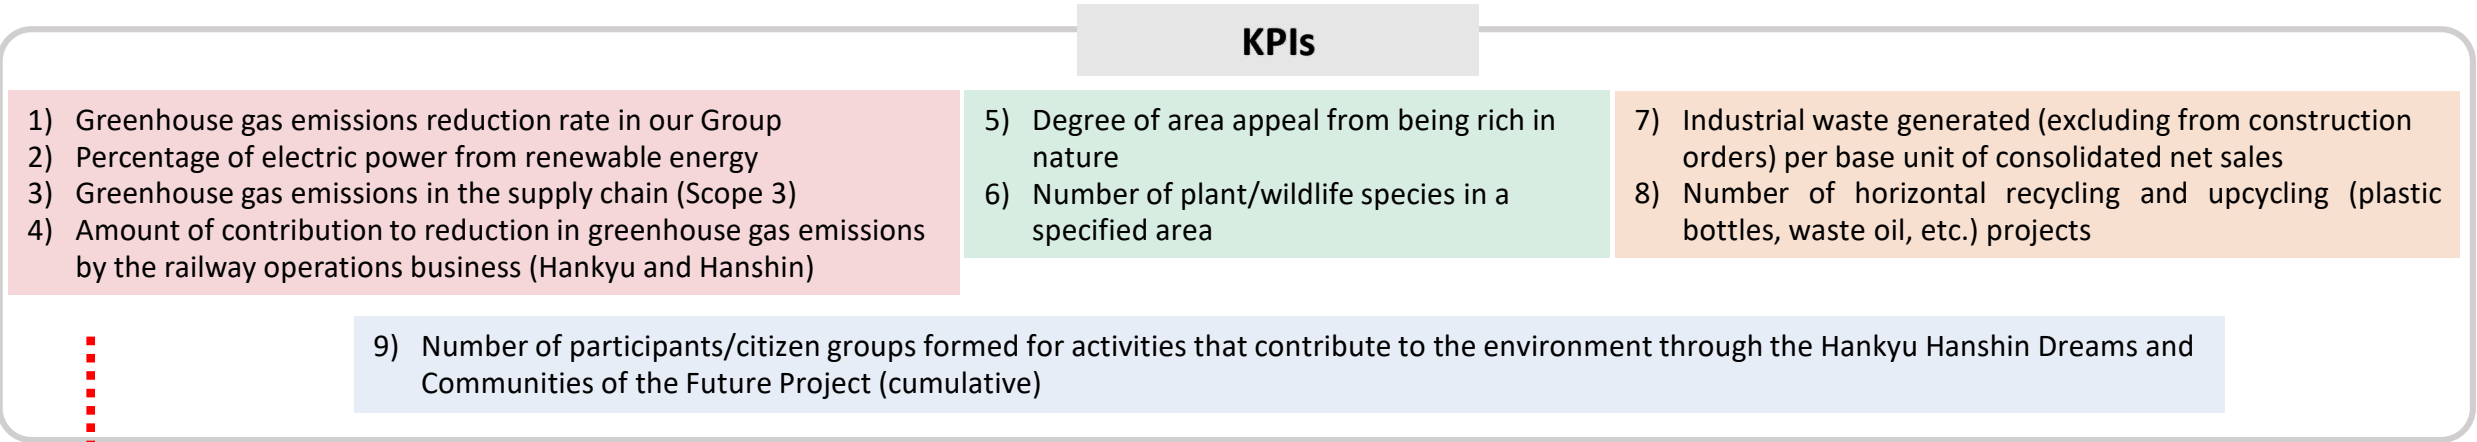 KPIs
1) Greenhouse gas emissions reduction rate in our Group
2) Percentage of electric power from renewable energy
3) Greenhouse gas emissions in the supply chain (Scope 3)
4) Amount of contribution to reduction in greenhouse gas emissions
by the railway operations business (Hankyu and Hanshin)
5) Degree of area appeal from being rich in
nature
6) Number of plant/wildlife species in a
specified area
7) Industrial waste generated (excluding from construction
orders) per base unit of consolidated net sales
8) Number of horizontal recycling and upcycling (plastic
bottles, waste oil, etc.) projects
9) Number of participants/citizen groups formed for activities that contribute to the environment through the Hankyu Hanshin Dreams and
Communities of the Future Project (cumulative)